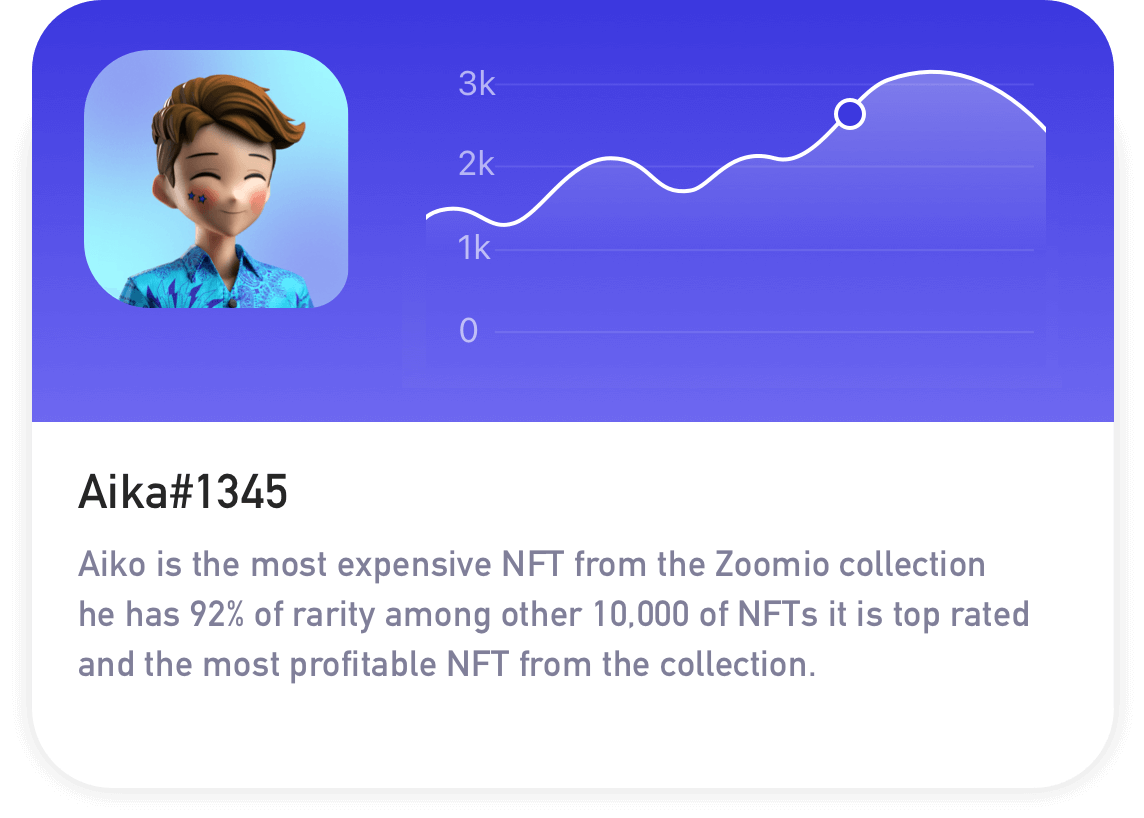 3k
2k
1k
0
Aika#1345
Aiko is the most expensive NFT from the Zoomio collection
he has 92% of rarity among other 10,000 of NFTs it is top rated
and the most profitable NFT from the collection.